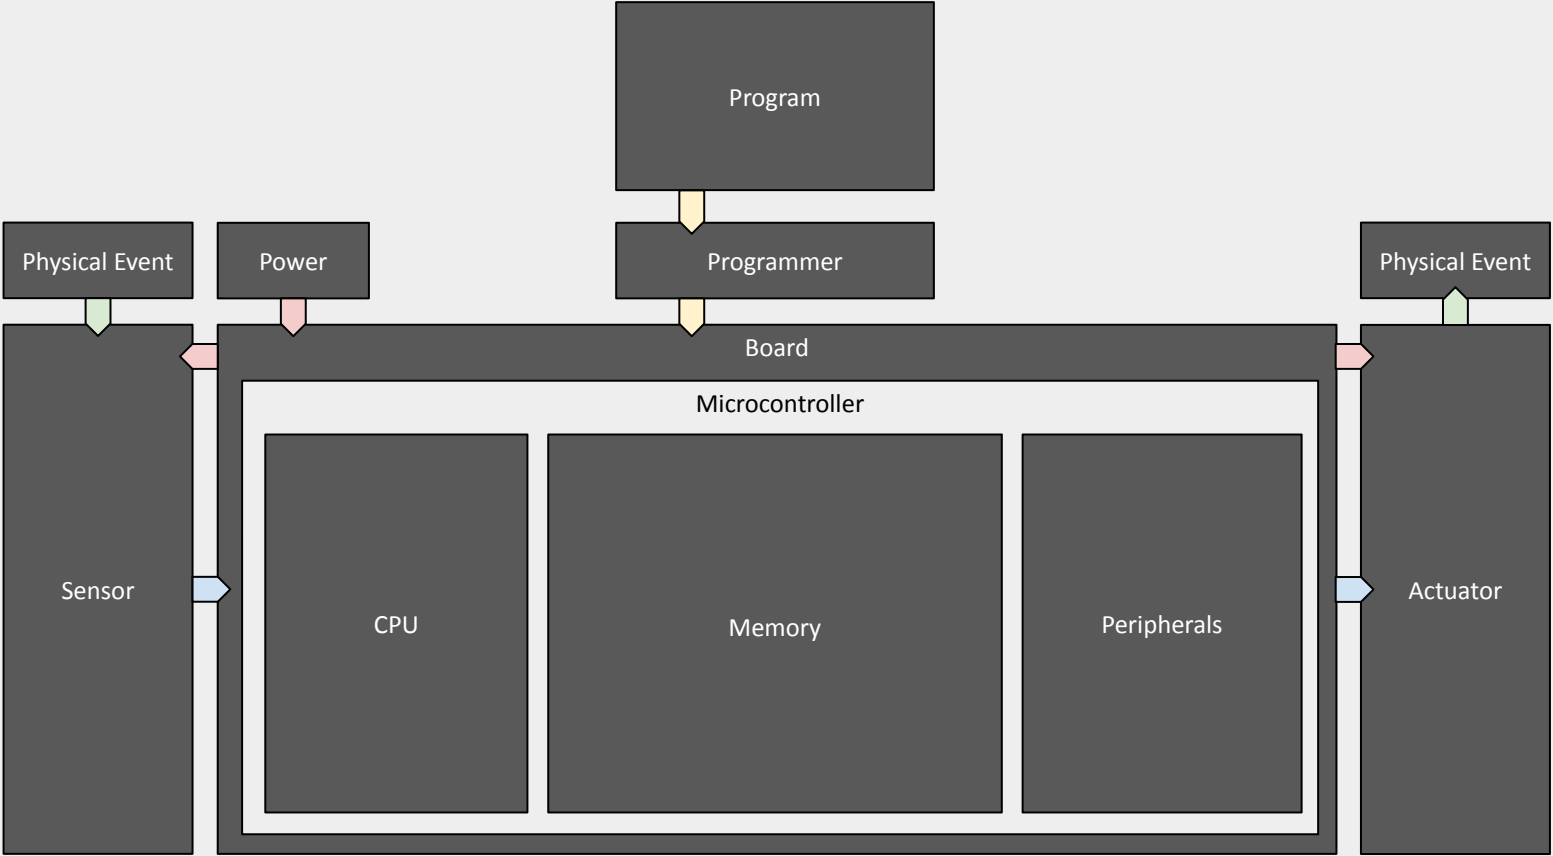 Program
Physical Event
Power
Programmer
Physical Event
Board
Microcontroller
Sensor
CPU
Memory
Peripherals
Actuator